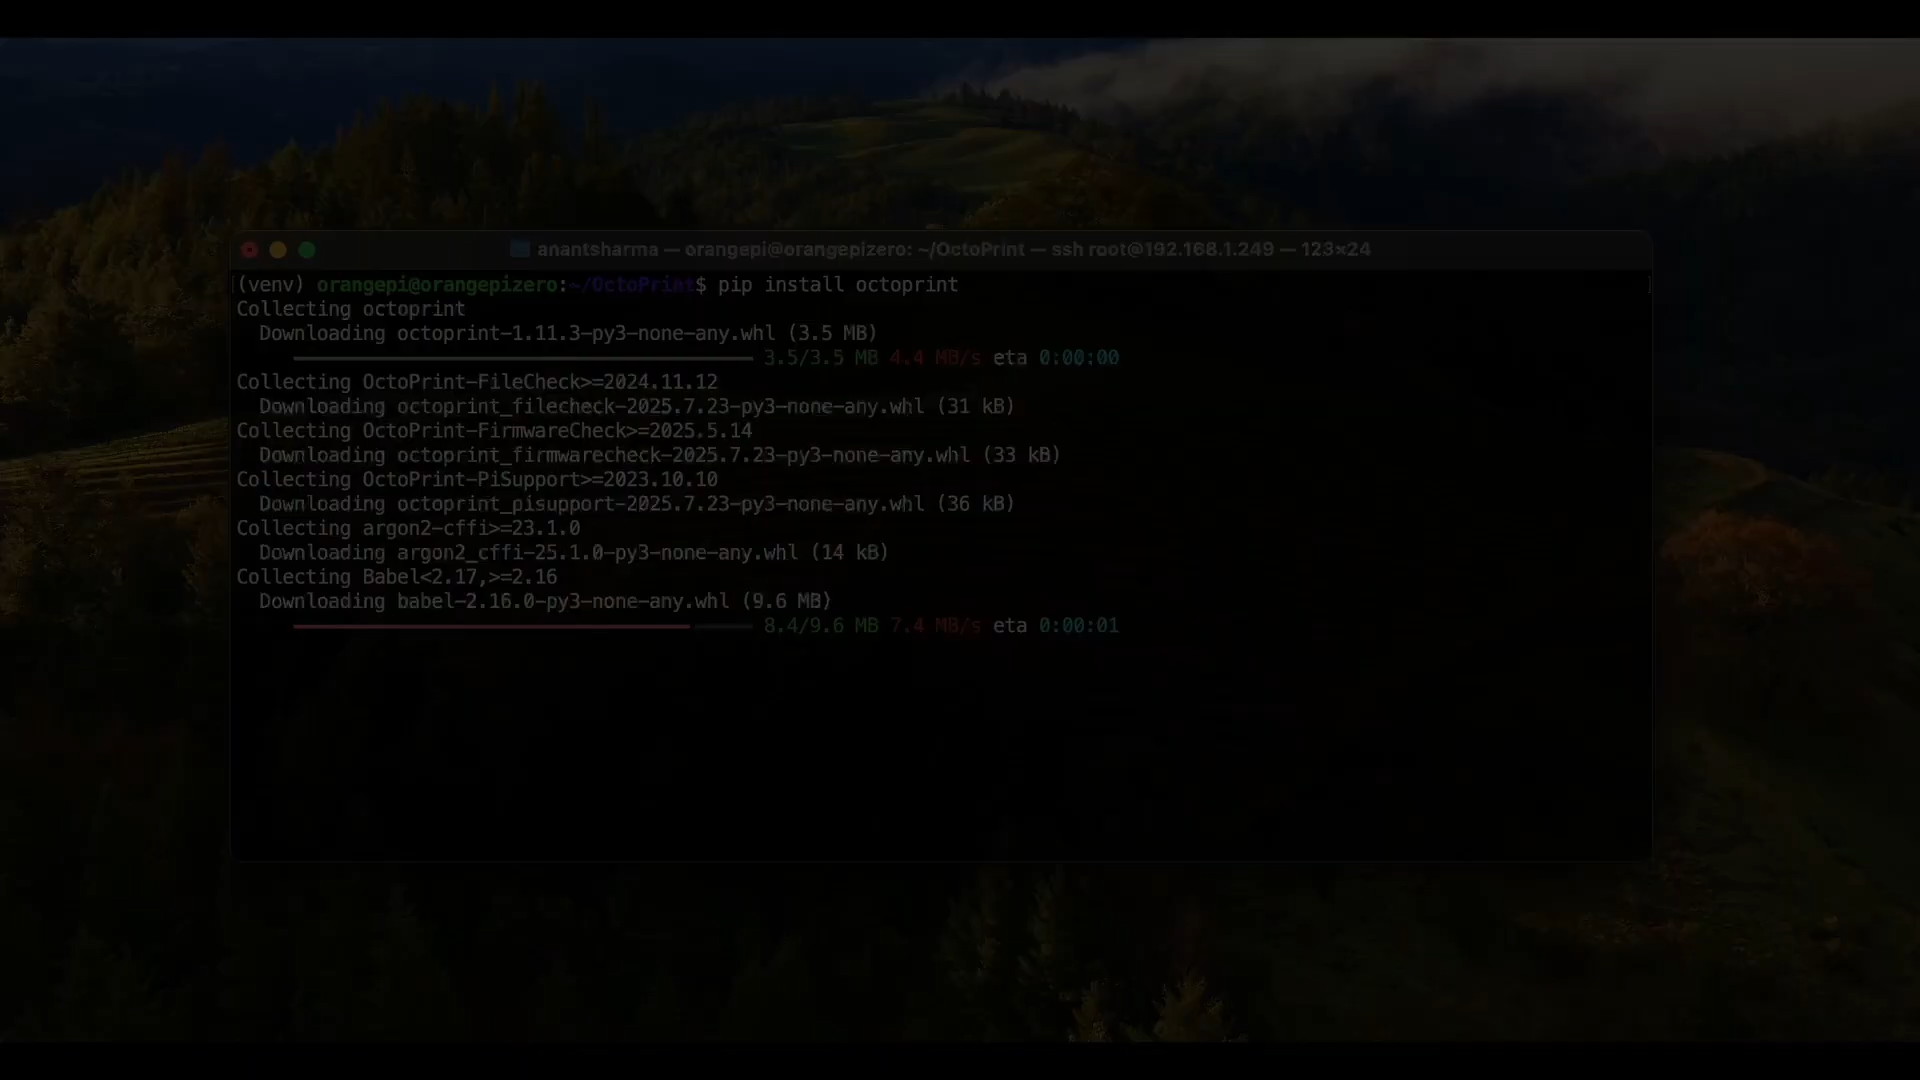 anantsharma — orangepi@orangepizero: ~/OctoPrint — ssh root@192.168.1.249 — 123×24
(venv) orangepi@orangepizero:~/OctoPrint$ pip install octoprint
Collecting octoprint
  Downloading octoprint-1.11.3-py3-none-any.whl (3.5 MB)
3.5/3.5 MB 4.4 MB/s eta 0:00:00
Collecting OctoPrint-FileCheck>=2024.11.12
  Downloading octoprint_filecheck-2025.7.23-py3-none-any.whl (31 kB)
Collecting OctoPrint-FirmwareCheck>=2025.5.14
  Downloading octoprint_firmwarecheck-2025.7.23-py3-none-any.whl (33 kB)
Collecting OctoPrint-PiSupport>=2023.10.10
  Downloading octoprint_pisupport-2025.7.23-py3-none-any.whl (36 kB)
Collecting argon2-cffi>=23.1.0
  Downloading argon2_cffi-25.1.0-py3-none-any.whl (14 kB)
Collecting Babel<2.17,>=2.16
  Downloading babel-2.16.0-py3-none-any.whl (9.6 MB)
8.4/9.6 MB 7.4 MB/s eta 0:00:01